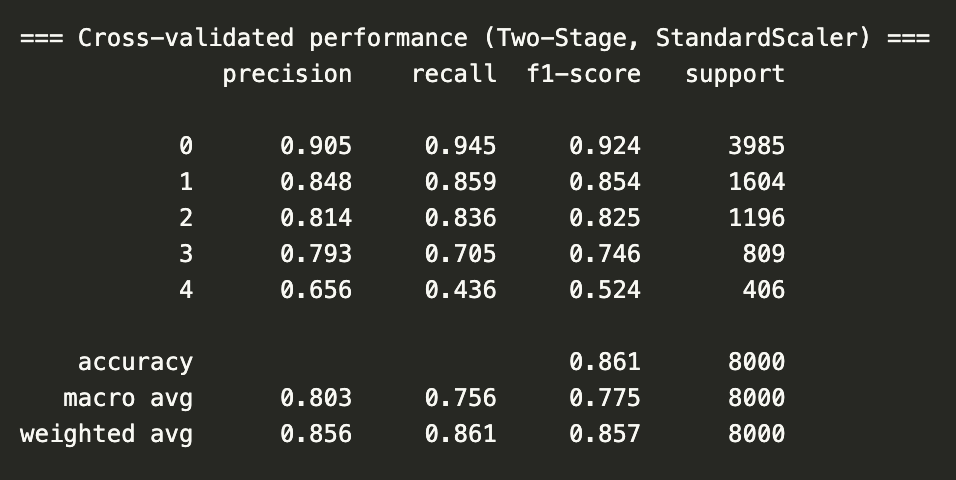 === Cross-validated performance (Two-Stage, StandardScaler) ===
precision recall f1-score support
0 0.905 0.945 0.924 3985
1 0.848 0.859 0.854 1604
2 0.814 0.836 0.825 1196
3 0.793 0.705 0.746 809
4 0.656 0.436 0.524 406
accuracy 0.861 8000
macro avg 0.803 0.756 0.775 8000
weighted avg 0.856 0.861 0.857 8000